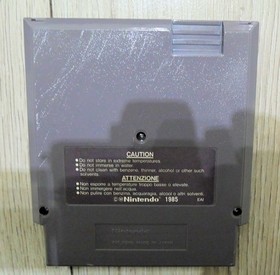 CAUTION
•Do not store in extreme temperatures.
•Do not immerse in water.
•Do not clean with benzene, thinner, alcohol or other such
solvents.
ATTENZIONE
•Non esporre a temperature troppo basse o elevate.
•Non immergere nell'acqua.
•Non pulire con benzina, acquaragia, alcool o altri solventi.
©®Nintendo 1985
Nintendo